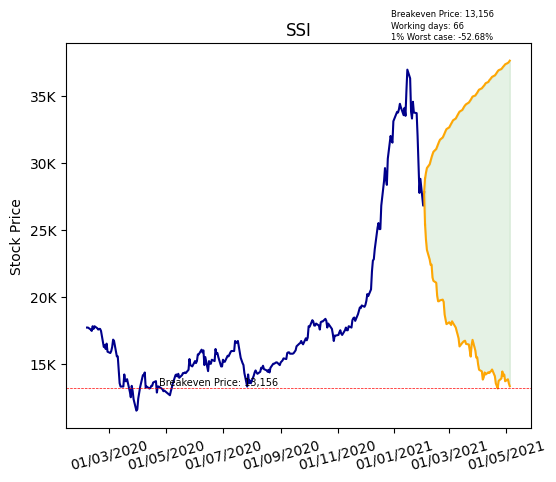 Breakeven Price: 13,156
Working days: 66
1% Worst case: -52.68%
SSI
Stock Price
35K
30K
25K
20K
15K
Breakeven Price: 13,156
01/03/2020
01/05/2020
01/07/2020
01/09/2020
01/11/2020
01/01/2021
01/03/2021
01/05/2021